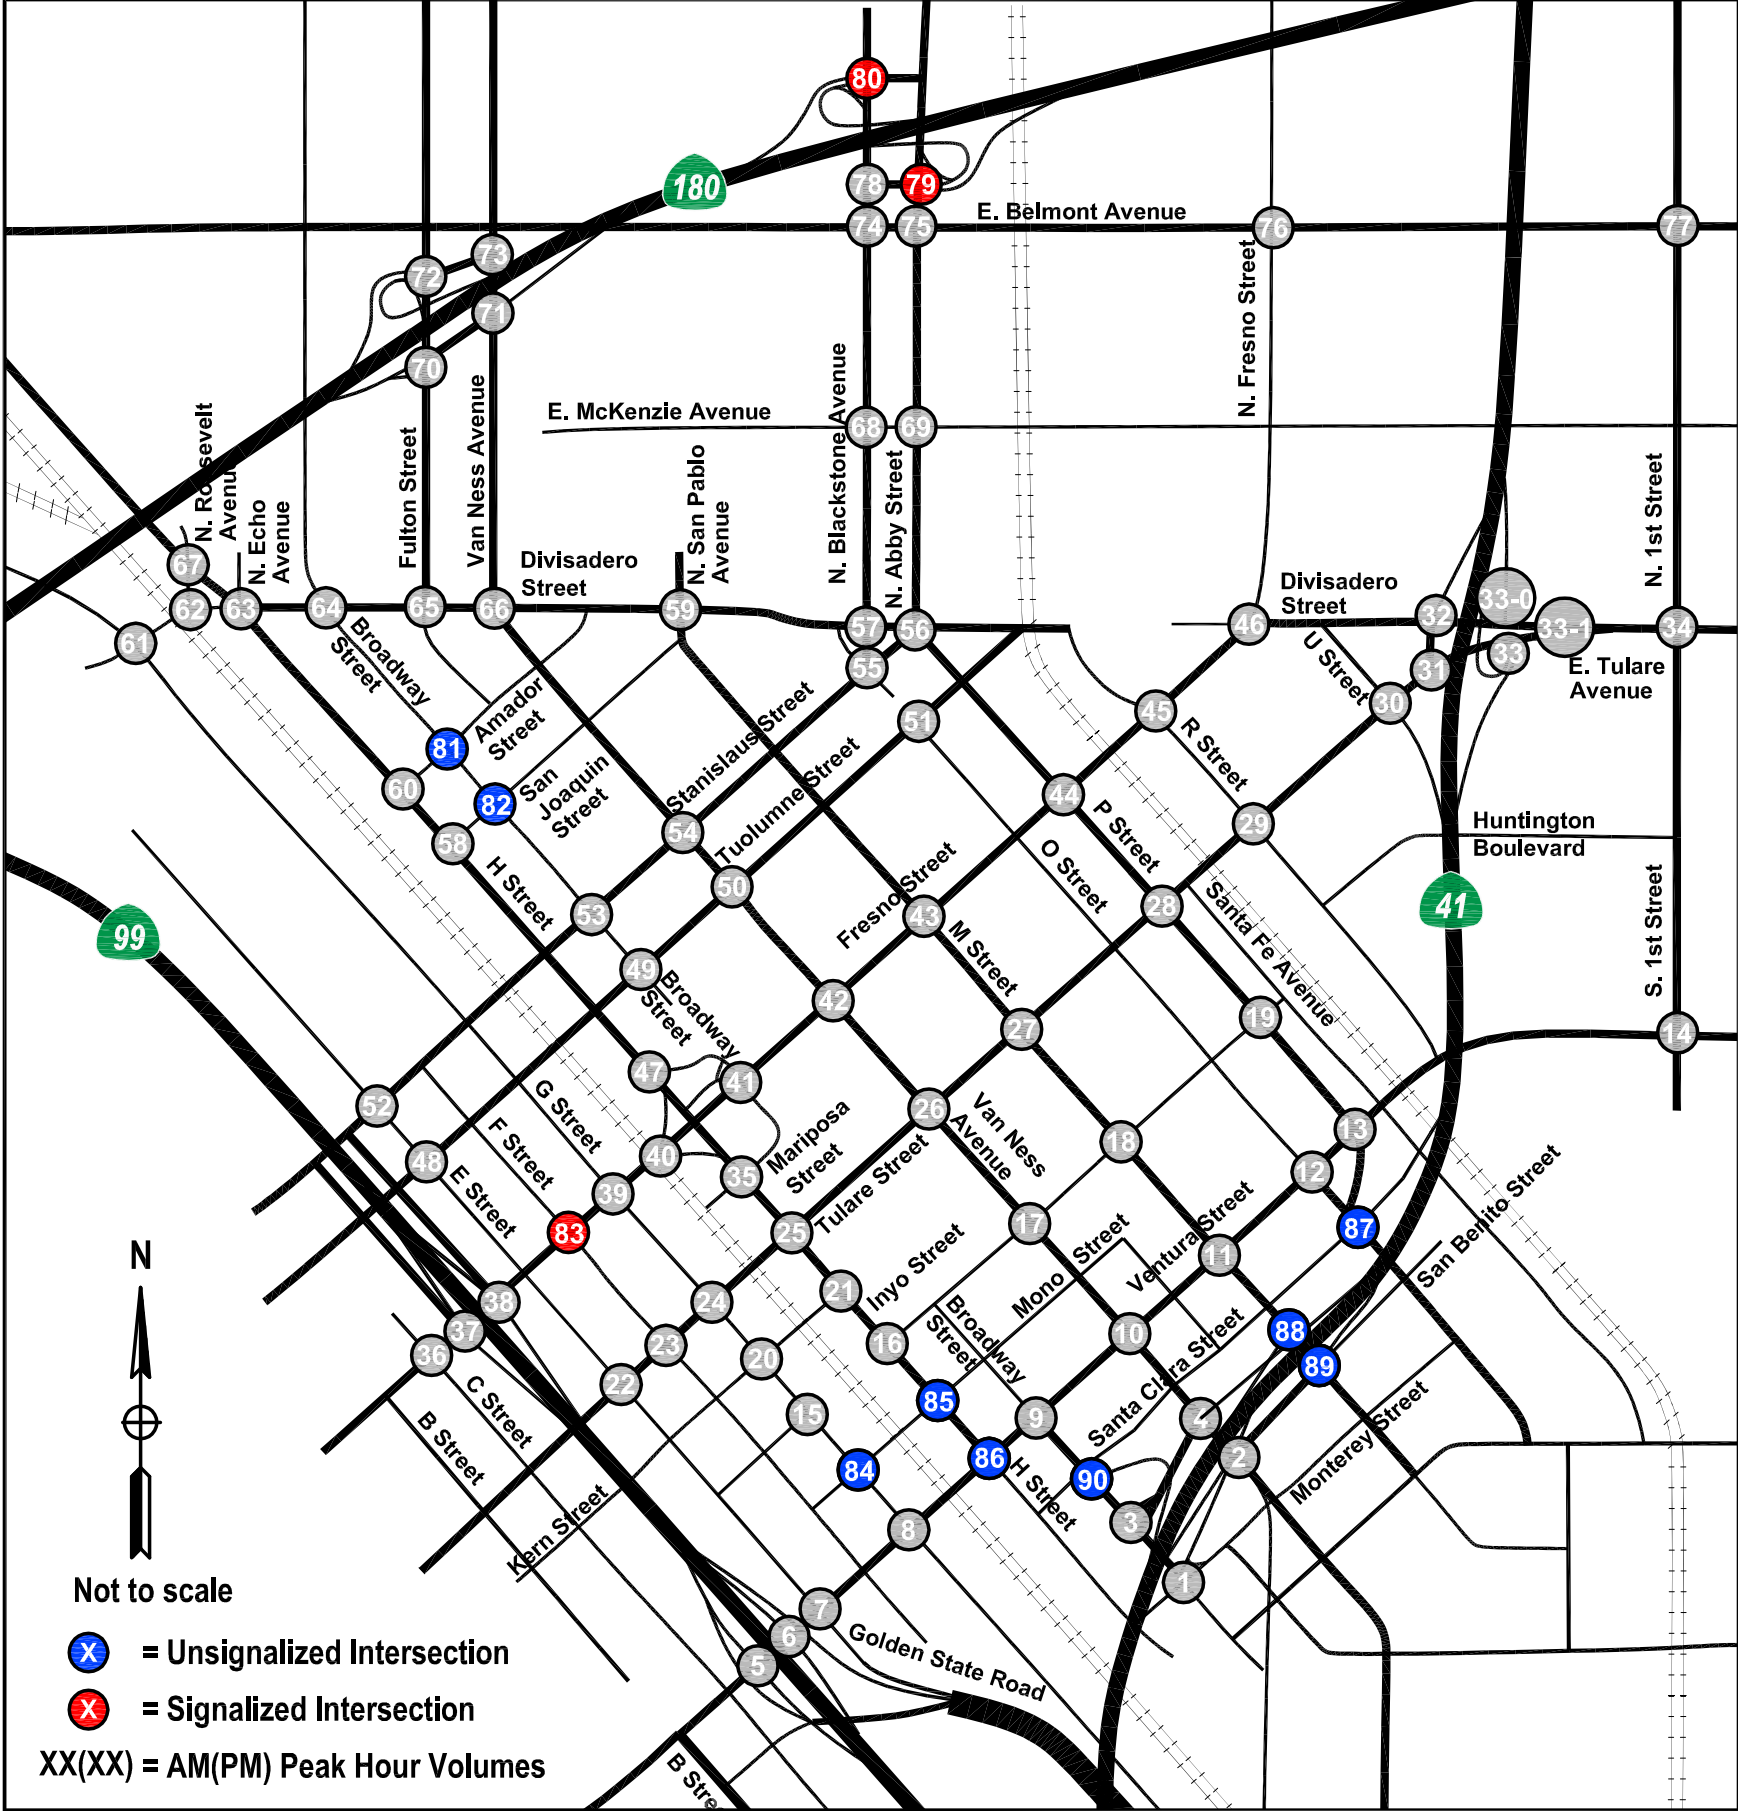 80
180
78
79
E. Belmont Avenue
74
75
76
77
73
72
71
70
N. Fresno Street
E. McKenzie Avenue
68
69
N. Blackstone Avenue
N. Abby Street
N. Roosevelt
Avenue
N. Echo
Avenue
Fulton Street
Van Ness Avenue
N. San Pablo
Avenue
N. 1st Street
Divisadero
Street
Divisadero
Street
67
62
63
64
65
66
59
57
56
46
32
33-0
33-1
34
61
55
31
33
E. Tulare
Avenue
U Street
30
Broadway
Street
Amador
Street
81
51
45
R Street
60
82
San
Joaquin
Street
Stanislaus Street
Tuolumne Street
44
29
58
54
P Street
O Street
Huntington
Boulevard
H Street
50
53
Fresno Street
43
28
41
99
M Street
Santa Fe Avenue
S. 1st Street
49
Broadway
Street
42
27
19
14
47
41
52
G Street
26
Van Ness
Avenue
18
13
Mariposa
Street
F Street
48
40
35
12
E Street
39
Tulare Street
83
25
17
87
Ventura Street
11
San Benito Street
N
Inyo Street
Mono Street
38
24
21
Broadway
Street
10
88
37
36
23
20
16
Santa Clara Street
89
22
C Street
B Street
15
85
9
4
2
Monterey Street
84
86
H Street
90
Kern Street
8
3
1
Not to scale
7
6
5
Golden State Road
X = Unsignalized Intersection
X = Signalized Intersection
XX(XX) = AM(PM) Peak Hour Volumes
B Stree